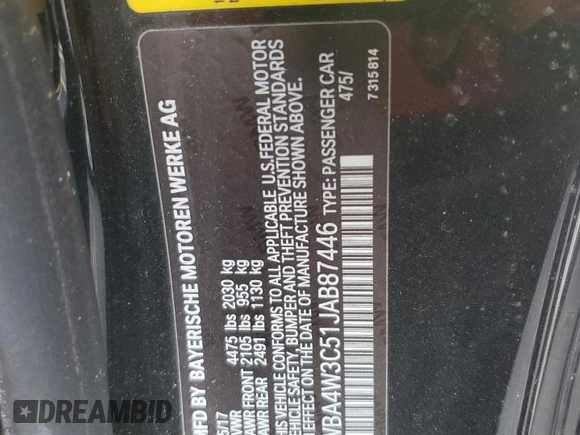 MFD BY BAYERISCHE MOTOREN WERKE AG
5/17
GVWR 4475 lbs 2030 kg
GAWR FRONT 2105 lbs 955 kg
GAWR REAR 2491 lbs 1130 kg
THIS VEHICLE CONFORMS TO ALL APPLICABLE U.S.FEDERAL MOTOR
VEHICLE SAFETY, BUMPER AND THEFT PREVENTION STANDARDS
IN EFFECT ON THE DATE OF MANUFACTURE SHOWN ABOVE.
WBA4W3C51JAB87446 TYPE: PASSENGER CAR
475/
7315814
DREAMBID